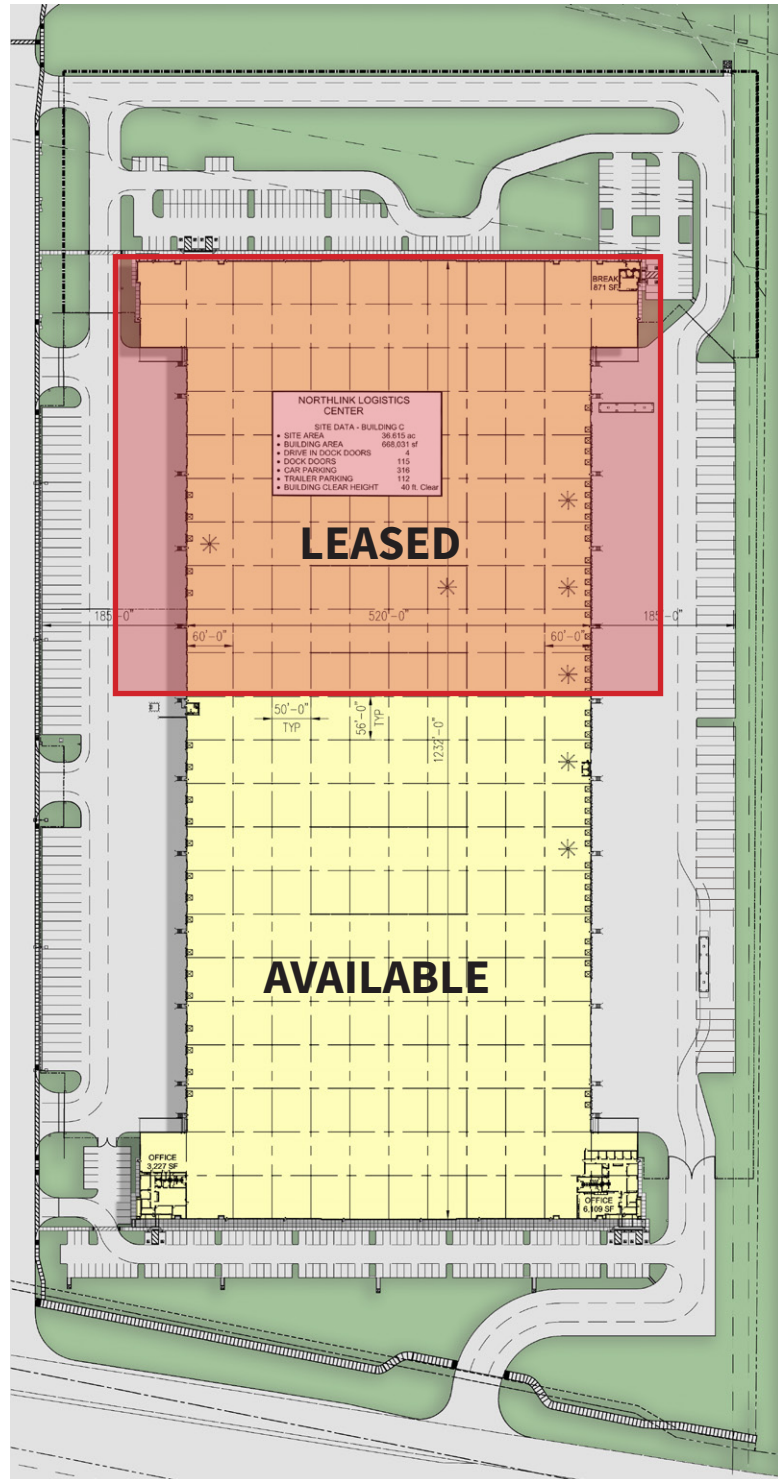 BREAK
871 SF
NORTHLINK LOGISTICS
CENTER
SITE DATA - BUILDING C
• SITE AREA 36.615 ac
• BUILDING AREA 668,031 sf
• DRIVE IN DOCK DOORS 4
• DOCK DOORS 115
• CAR PARKING 316
• TRAILER PARKING 112
• BUILDING CLEAR HEIGHT 40 ft. Clear
LEASED
185'-0" 520'-0" 185'-0"
60'-0" 60'-0"
50'-0"
TYP
56'-0"
TYP
1232'-0"
AVAILABLE
OFFICE
3,227 SF
OFFICE
6,109 SF